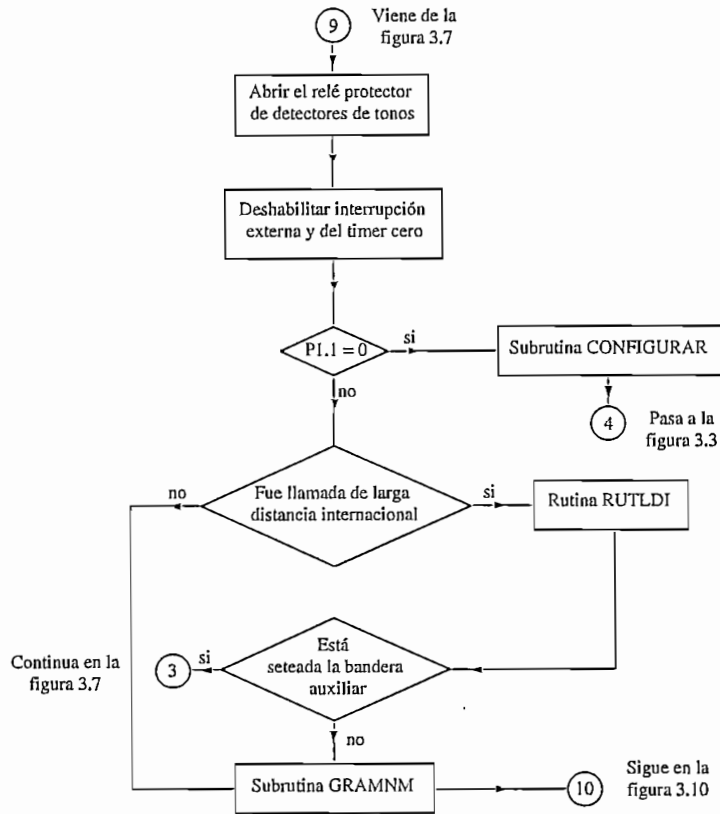 Viene de la
figura 3.7
9
Abrir el relé protector
de detectores de tonos
Deshabilitar interrupción
externa y del timer cero
P1.1 = 0
si
Subrutina CONFIGURAR
no
4
Pasa a la
figura 3.3
no
Fue llamada de larga
distancia internacional
si
Rutina RUTLDI
Continua en la
figura 3.7
3
si
Está
seteada la bandera
auxiliar
no
Subrutina GRAMNM
10
Sigue en la
figura 3.10